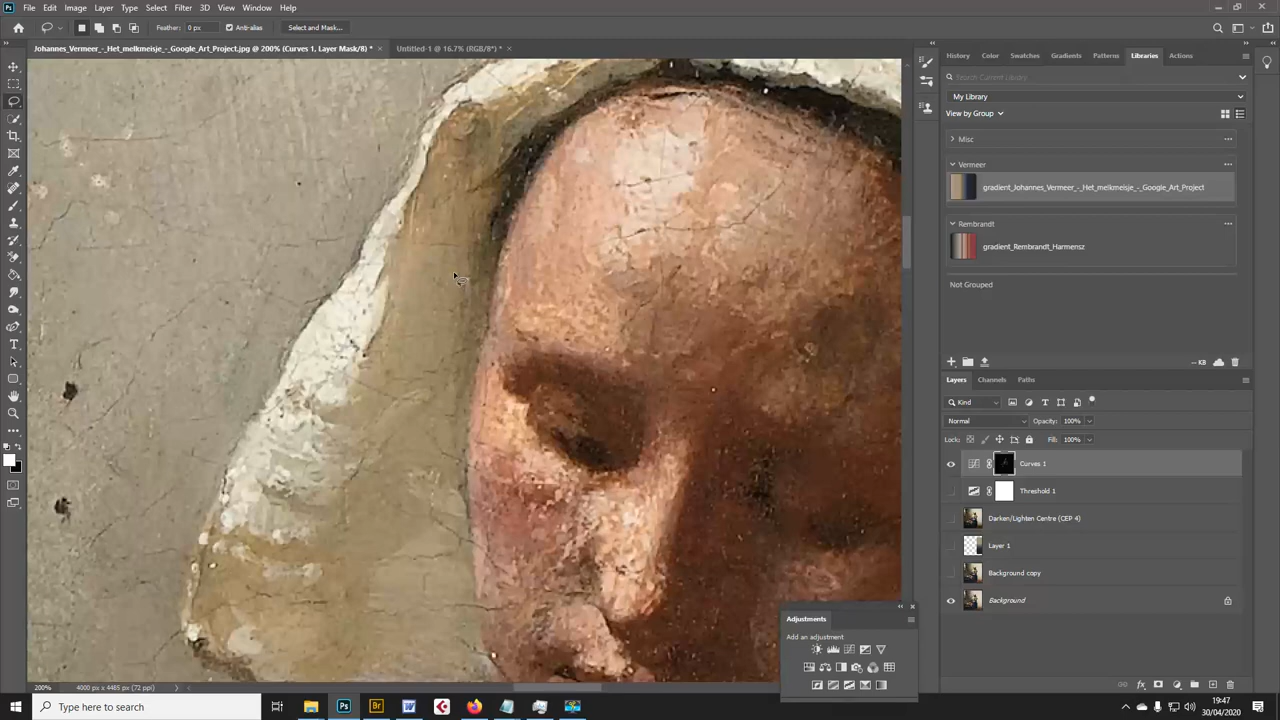 File Edit Image Layer Type Select Filter 3D View Window Help
Feather: 0 px Anti-alias Select and Mask...
Johannes_Vermeer_-_Het_melkmeisje_-_Google_Art_Project.jpg @ 200% (Curves 1, Layer Mask/8) * × Untitled-1 @ 16.7% (RGB/8*) * ×
History Color Swatches Gradients Patterns Libraries Actions
Search Current Library
My Library
View by Group
Misc
Vermeer
gradient_Johannes_Vermeer_-_Het_melkmeisje_-_Google_Art_Project
Rembrandt
gradient_Rembrandt_Harmensz
Not Grouped
-- KB
Layers Channels Paths
Kind
Normal Opacity: 100%
Lock: Fill: 100%
Curves 1
Threshold 1
Darken/Lighten Centre (CEP 4)
Layer 1
Background copy
Background
Adjustments
Add an adjustment
200% 4000 px x 4485 px (72 ppi)
Type here to search
19:47
30/04/2020